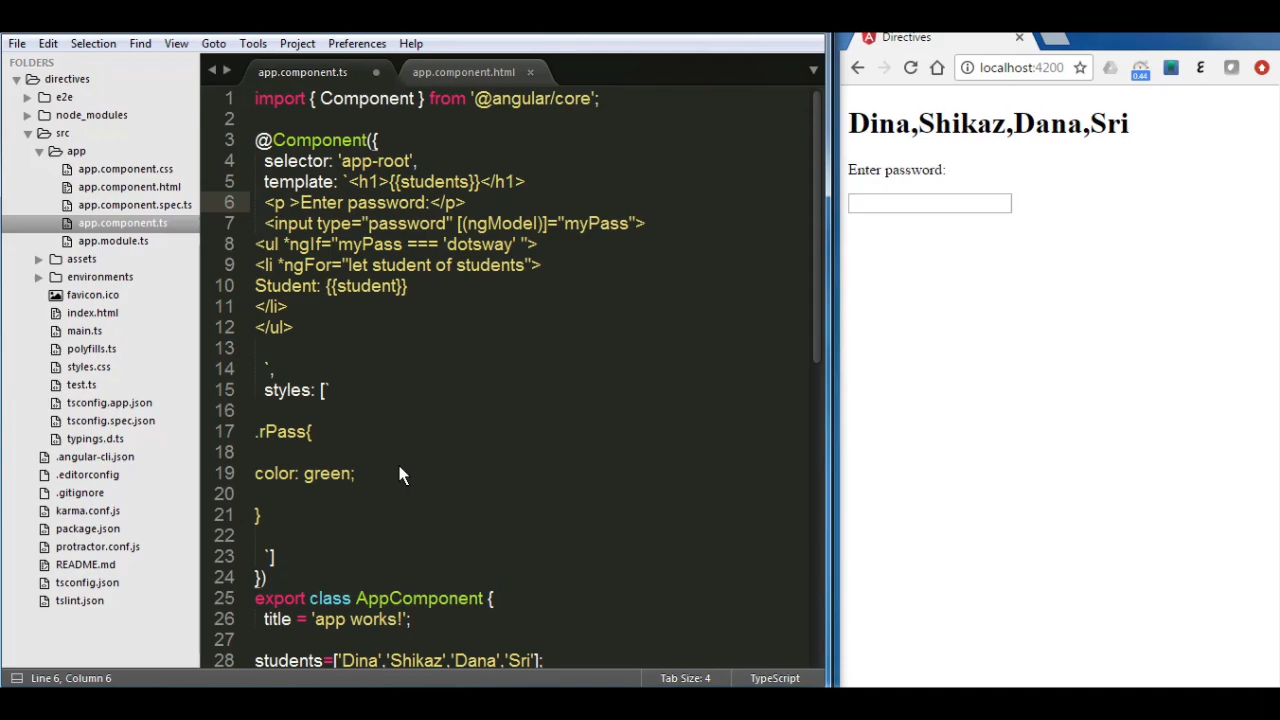 File Edit Selection Find View Goto Tools Project Preferences Help
FOLDERS
directives
e2e
node_modules
src
app
app.component.css
app.component.html
app.component.spec.ts
app.component.ts
app.module.ts
assets
environments
favicon.ico
index.html
main.ts
polyfills.ts
styles.css
test.ts
tsconfig.app.json
tsconfig.spec.json
typings.d.ts
.angular-cli.json
.editorconfig
.gitignore
karma.conf.js
package.json
protractor.conf.js
README.md
tsconfig.json
tslint.json
app.component.ts
app.component.html
1 import { Component } from '@angular/core';
2
3 @Component({
4 selector: 'app-root',
5 template: `<h1>{{students}}</h1>
6 <p >Enter password:</p>
7 <input type="password" [(ngModel)]="myPass">
8 <ul *ngIf="myPass === 'dotsway' ">
9 <li *ngFor="let student of students">
10 Student: {{student}}
11 </li>
12 </ul>
13
14 `,
15 styles: [`
16
17 .rPass{
18
19 color: green;
20
21 }
22
23 `]
24 })
25 export class AppComponent {
26 title = 'app works!';
27
28 students=['Dina','Shikaz','Dana','Sri'];
Line 6, Column 6
Tab Size: 4
TypeScript
Directives
localhost:4200
0.44
Dina,Shikaz,Dana,Sri
Enter password: